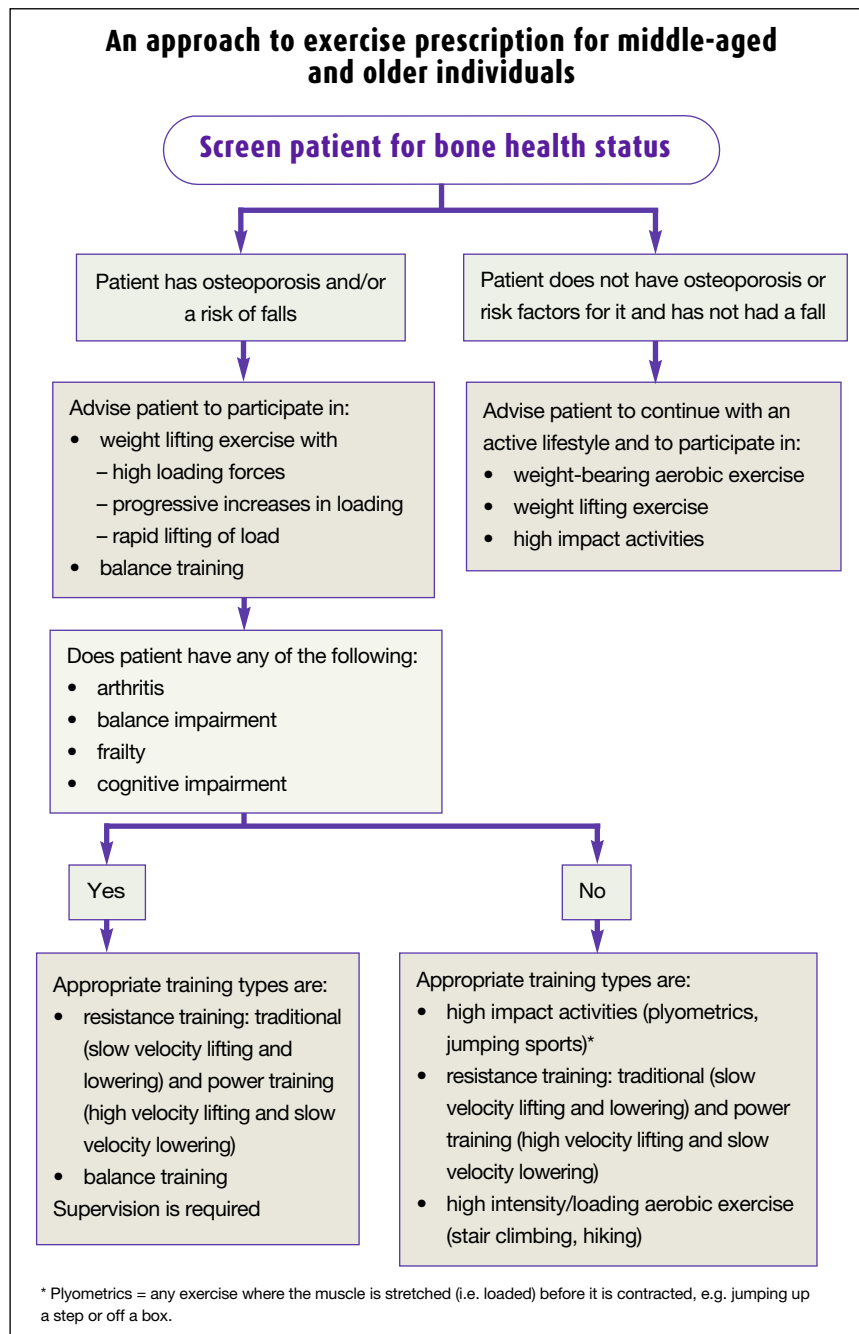 An approach to exercise prescription for middle-aged
and older individuals
Screen patient for bone health status
Patient has osteoporosis and/or
a risk of falls
Patient does not have osteoporosis or
risk factors for it and has not had a fall
Advise patient to participate in:
• weight lifting exercise with
– high loading forces
– progressive increases in loading
– rapid lifting of load
• balance training
Advise patient to continue with an
active lifestyle and to participate in:
• weight-bearing aerobic exercise
• weight lifting exercise
• high impact activities
Does patient have any of the following:
• arthritis
• balance impairment
• frailty
• cognitive impairment
Yes
No
Appropriate training types are:
• resistance training: traditional
(slow velocity lifting and
lowering) and power training
(high velocity lifting and slow
velocity lowering)
• balance training
Supervision is required
Appropriate training types are:
• high impact activities (plyometrics,
jumping sports)*
• resistance training: traditional (slow
velocity lifting and lowering) and power
training (high velocity lifting and slow
velocity lowering)
• high intensity/loading aerobic exercise
(stair climbing, hiking)
* Plyometrics = any exercise where the muscle is stretched (i.e. loaded) before it is contracted, e.g. jumping up
a step or off a box.